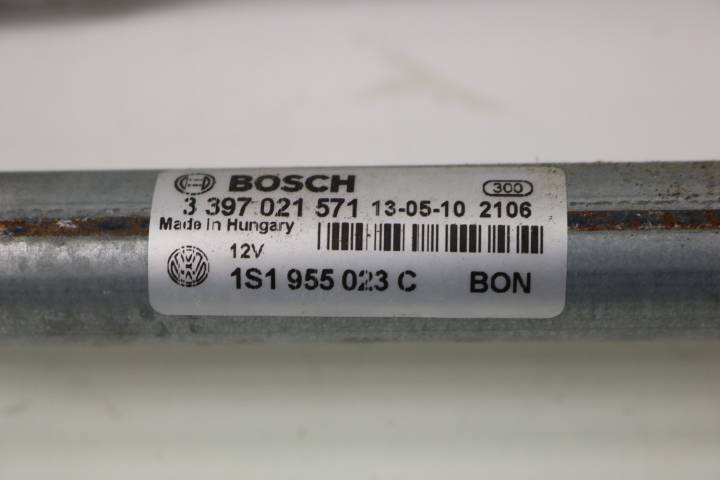 BOSCH 300
3 397 021 571 13-05-10 2106
Made in Hungary
12V
1S1 955 023 C BON